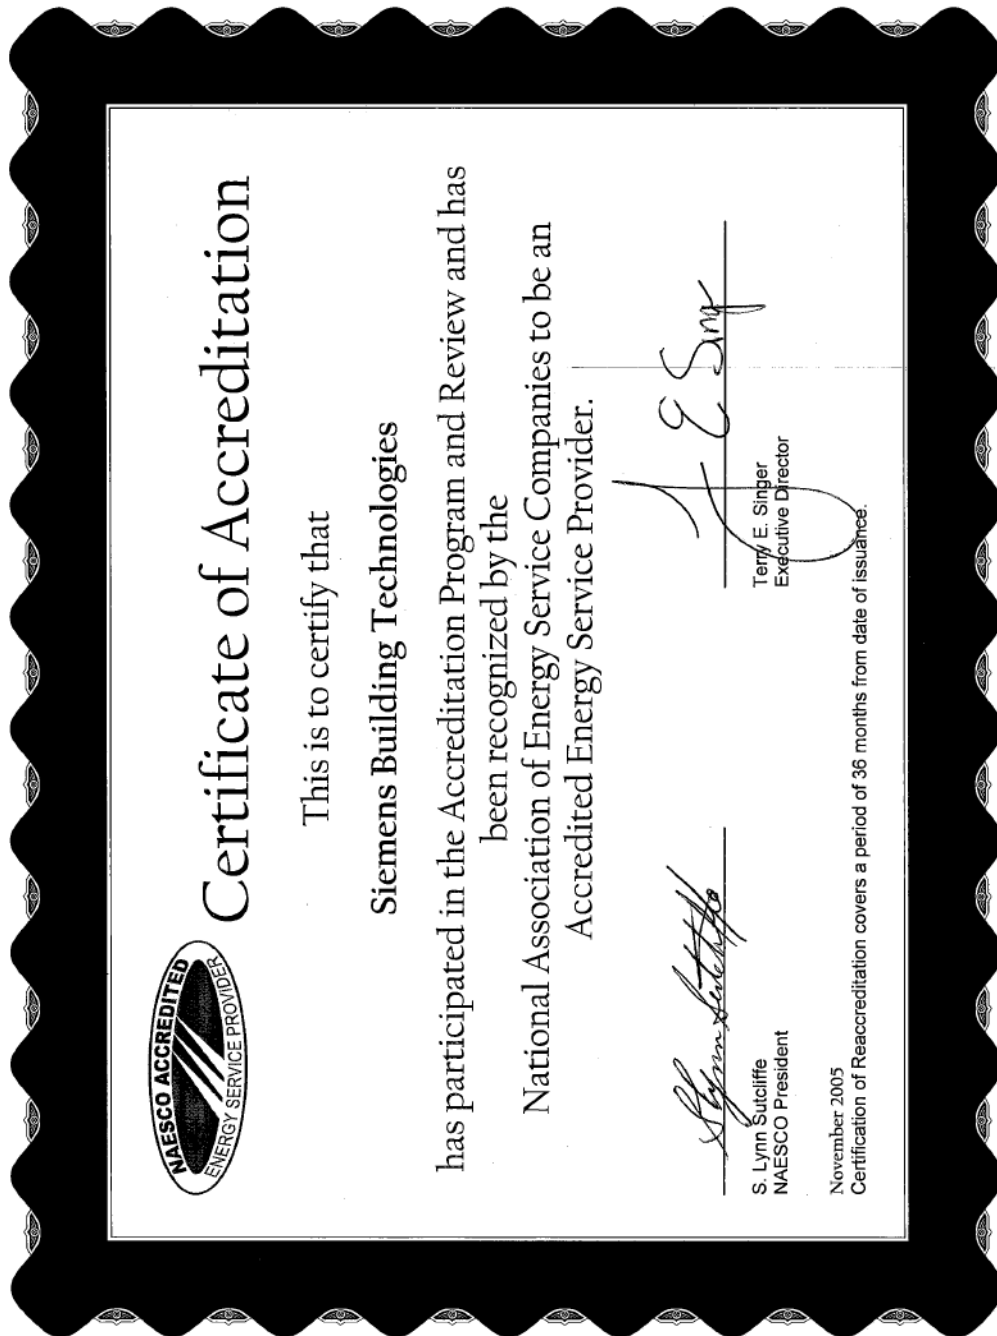 NAESCO ACCREDITED
ENERGY SERVICE PROVIDER
Certificate of Accreditation
This is to certify that
Siemens Building Technologies
has participated in the Accreditation Program and Review and has
been recognized by the
National Association of Energy Service Companies to be an
Accredited Energy Service Provider.
S. Lynn Sutcliffe
NAESCO President
Terry E. Singer
Executive Director
November 2005
Certification of Reaccreditation covers a period of 36 months from date of issuance.